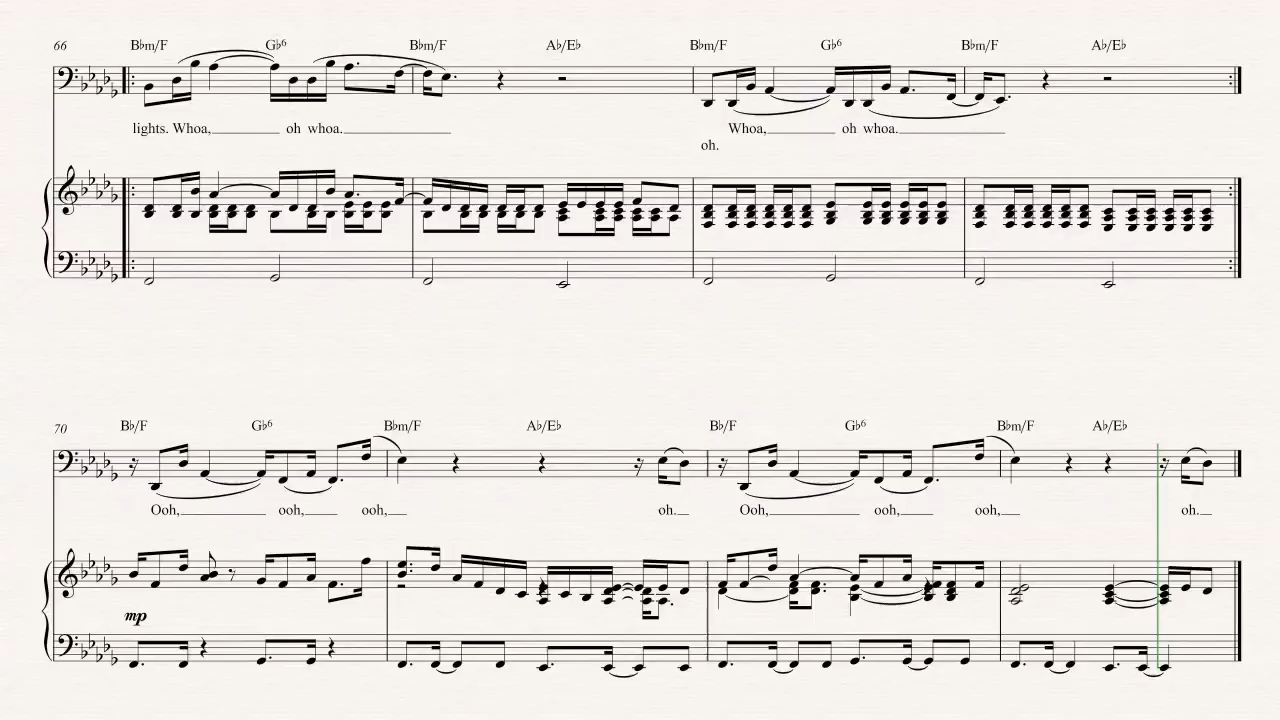 66 B♭m/F G♭6 B♭m/F A♭/E♭ B♭m/F G♭6 B♭m/F A♭/E♭
lights. Whoa, oh whoa. Whoa, oh whoa.
oh.
70 B♭/F G♭6 B♭m/F A♭/E♭ B♭/F G♭6 B♭m/F A♭/E♭
Ooh, ooh, ooh, oh. Ooh, ooh, ooh, oh.
mp